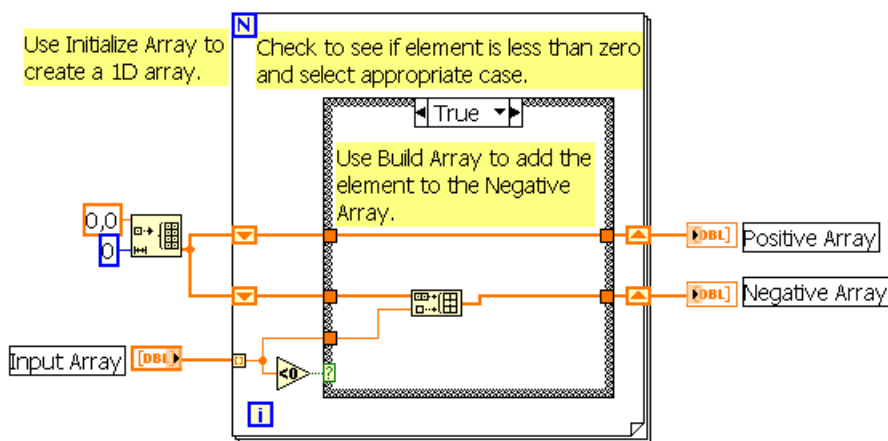 Use Initialize Array to
create a 1D array.
N
Check to see if element is less than zero
and select appropriate case.
True
Use Build Array to add the
element to the Negative
Array.
0,0
0
DBL]
Positive Array
DBL]
Negative Array
Input Array
[DBL
<0
?
i